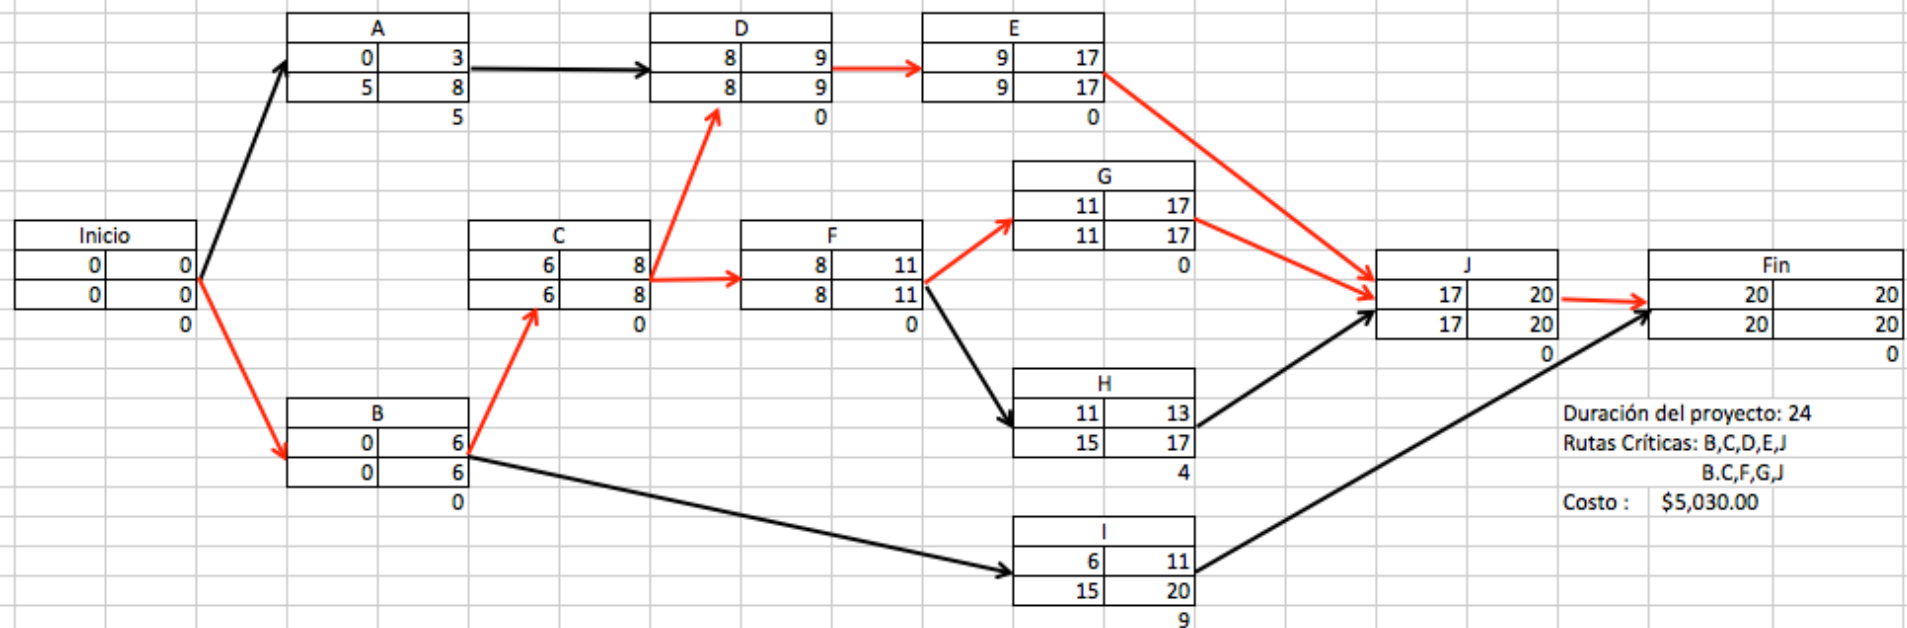 A
0 3
5 8
5
D
8 9
8 9
0
E
9 17
9 17
0
G
11 17
11 17
0
Inicio
0 0
0 0
0
C
6 8
6 8
0
F
8 11
8 11
0
J
17 20
17 20
0
Fin
20 20
20 20
0
H
11 13
15 17
4
B
0 6
0 6
0
I
6 11
15 20
9
Duración del proyecto: 24
Rutas Críticas: B,C,D,E,J
B.C,F,G,J
Costo : $5,030.00